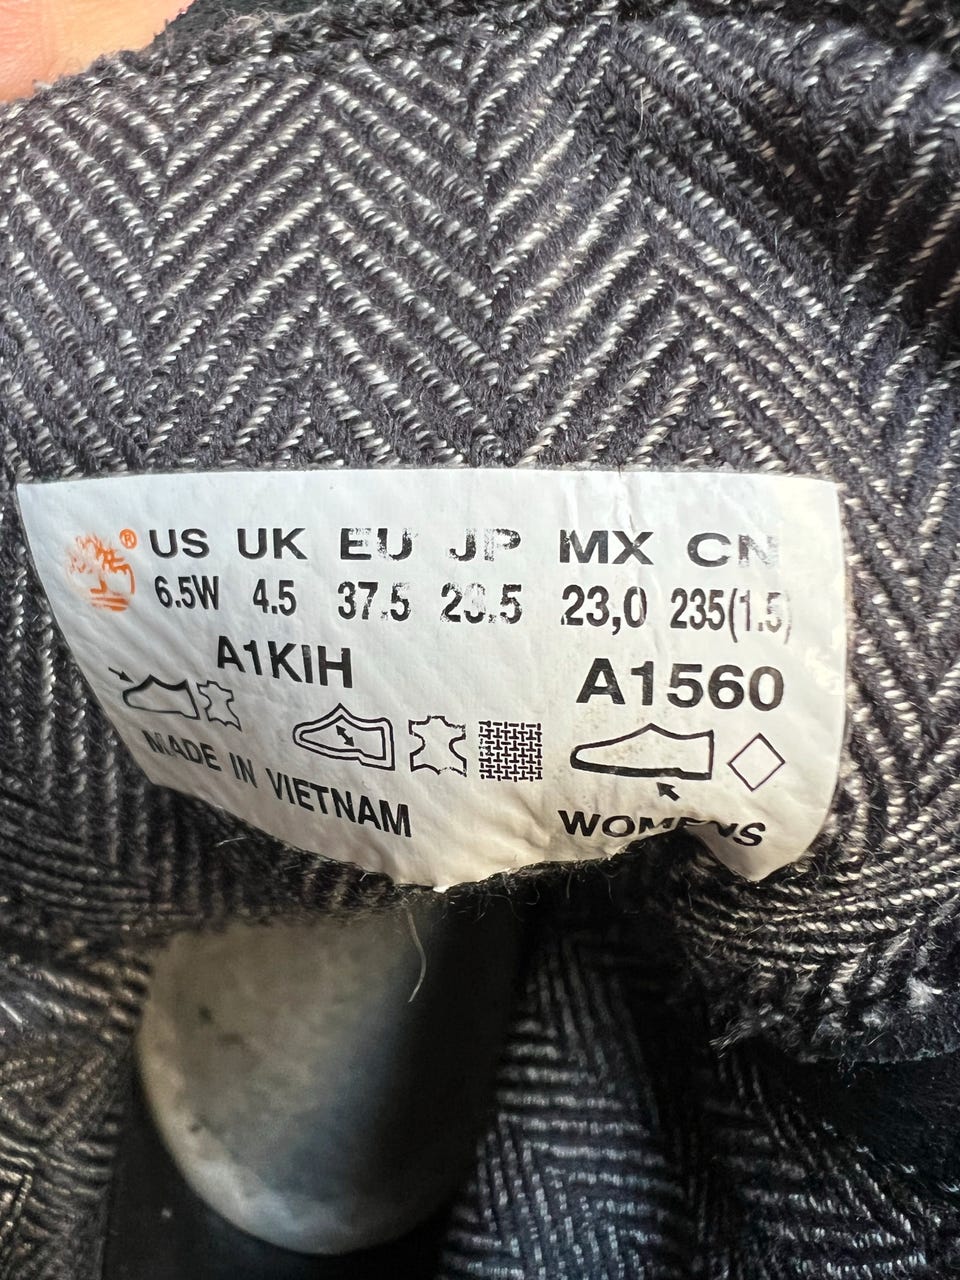 ® US UK EU JP MX CN
6.5W 4.5 37.5 23.5 23,0 235(1.5)
A1KIH A1560
MADE IN VIETNAM WOMENS